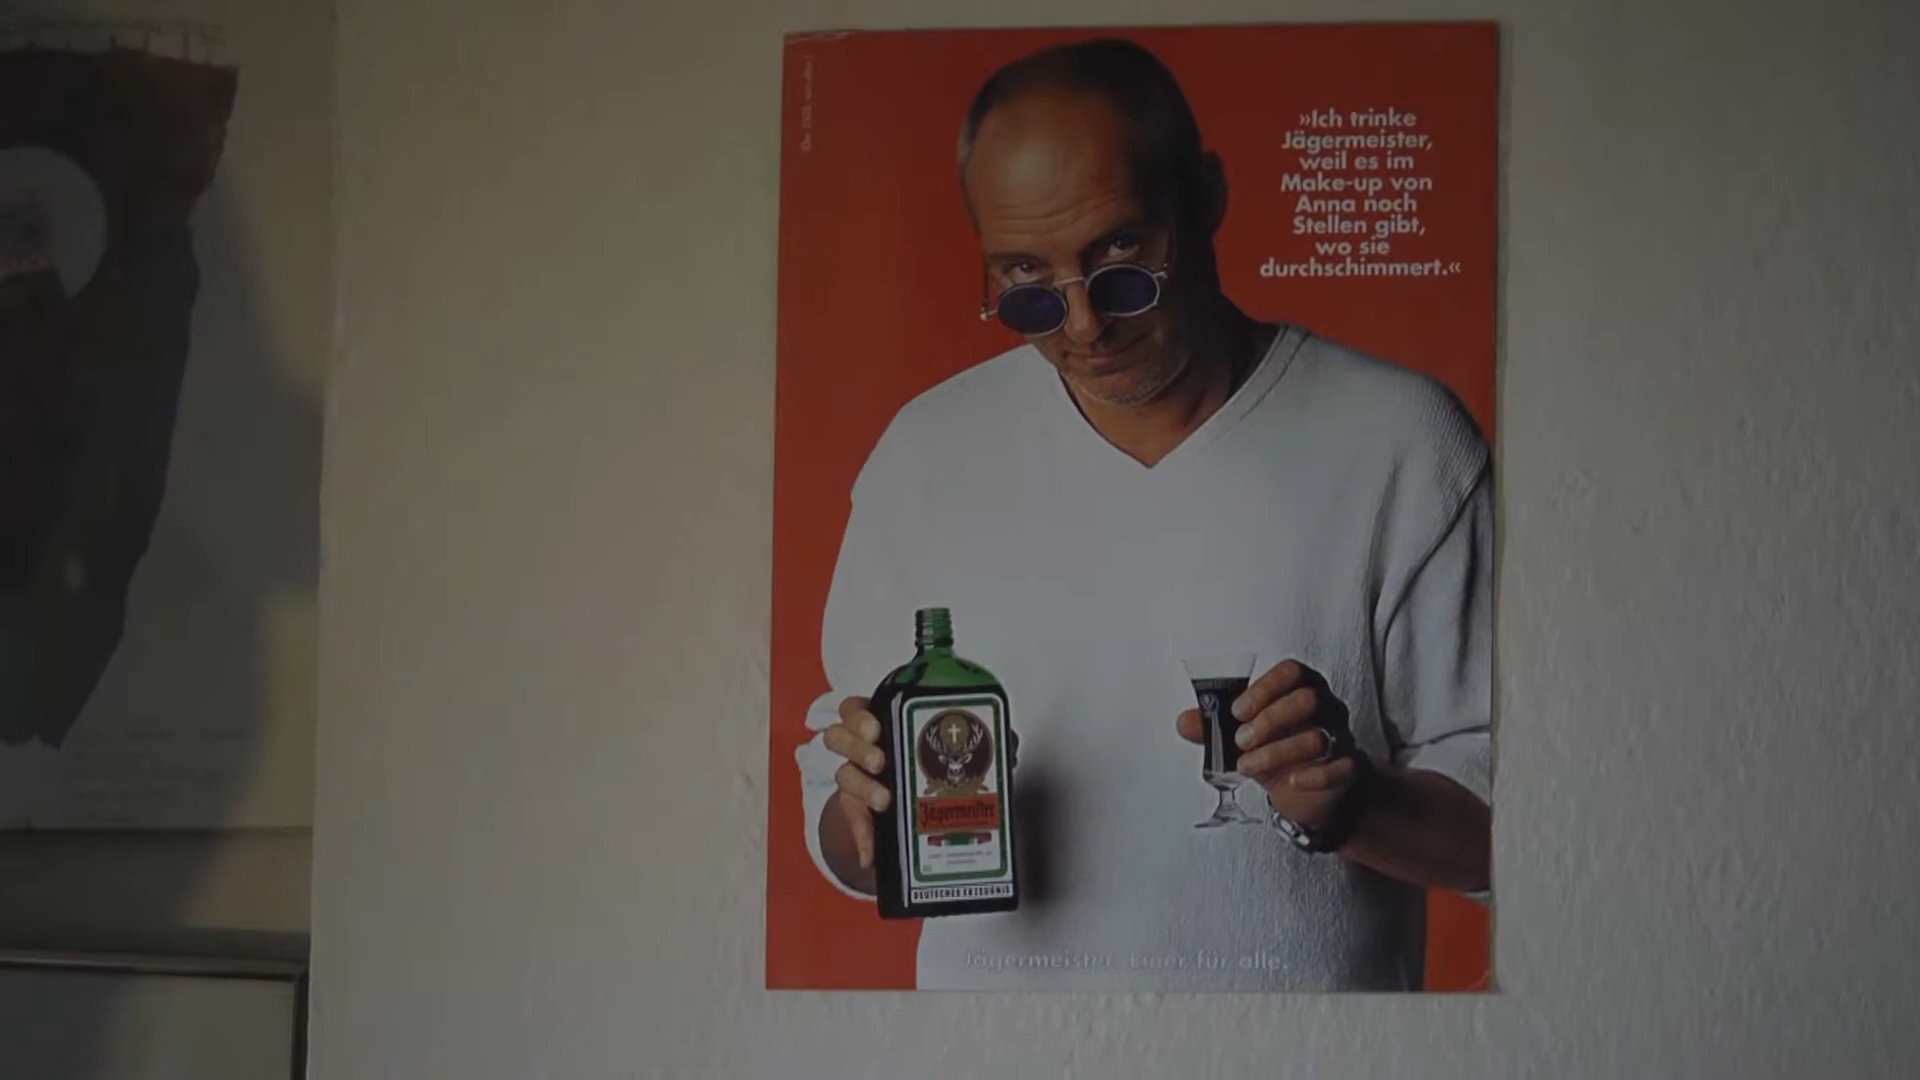 »Ich trinke
Jägermeister,
weil es im
Make-up von
Anna noch
Stellen gibt,
wo sie
durchschimmert.«
Jägermeister
DEUTSCHES ERZEUGNIS
Jägermeister. Einer für alle.